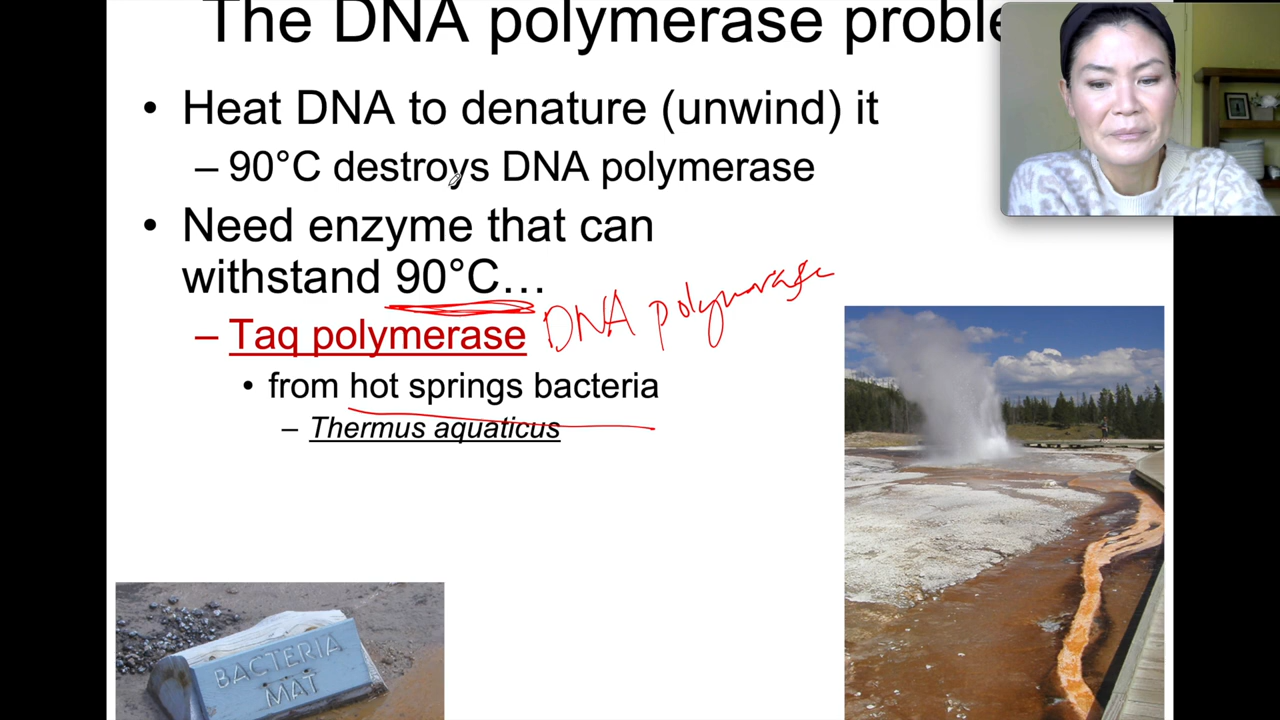 The DNA polymerase proble
• Heat DNA to denature (unwind) it
– 90°C destroys DNA polymerase
• Need enzyme that can
withstand 90°C…
– Taq polymerase DNA polymerase
• from hot springs bacteria
– Thermus aquaticus
BACTERIA
MAT